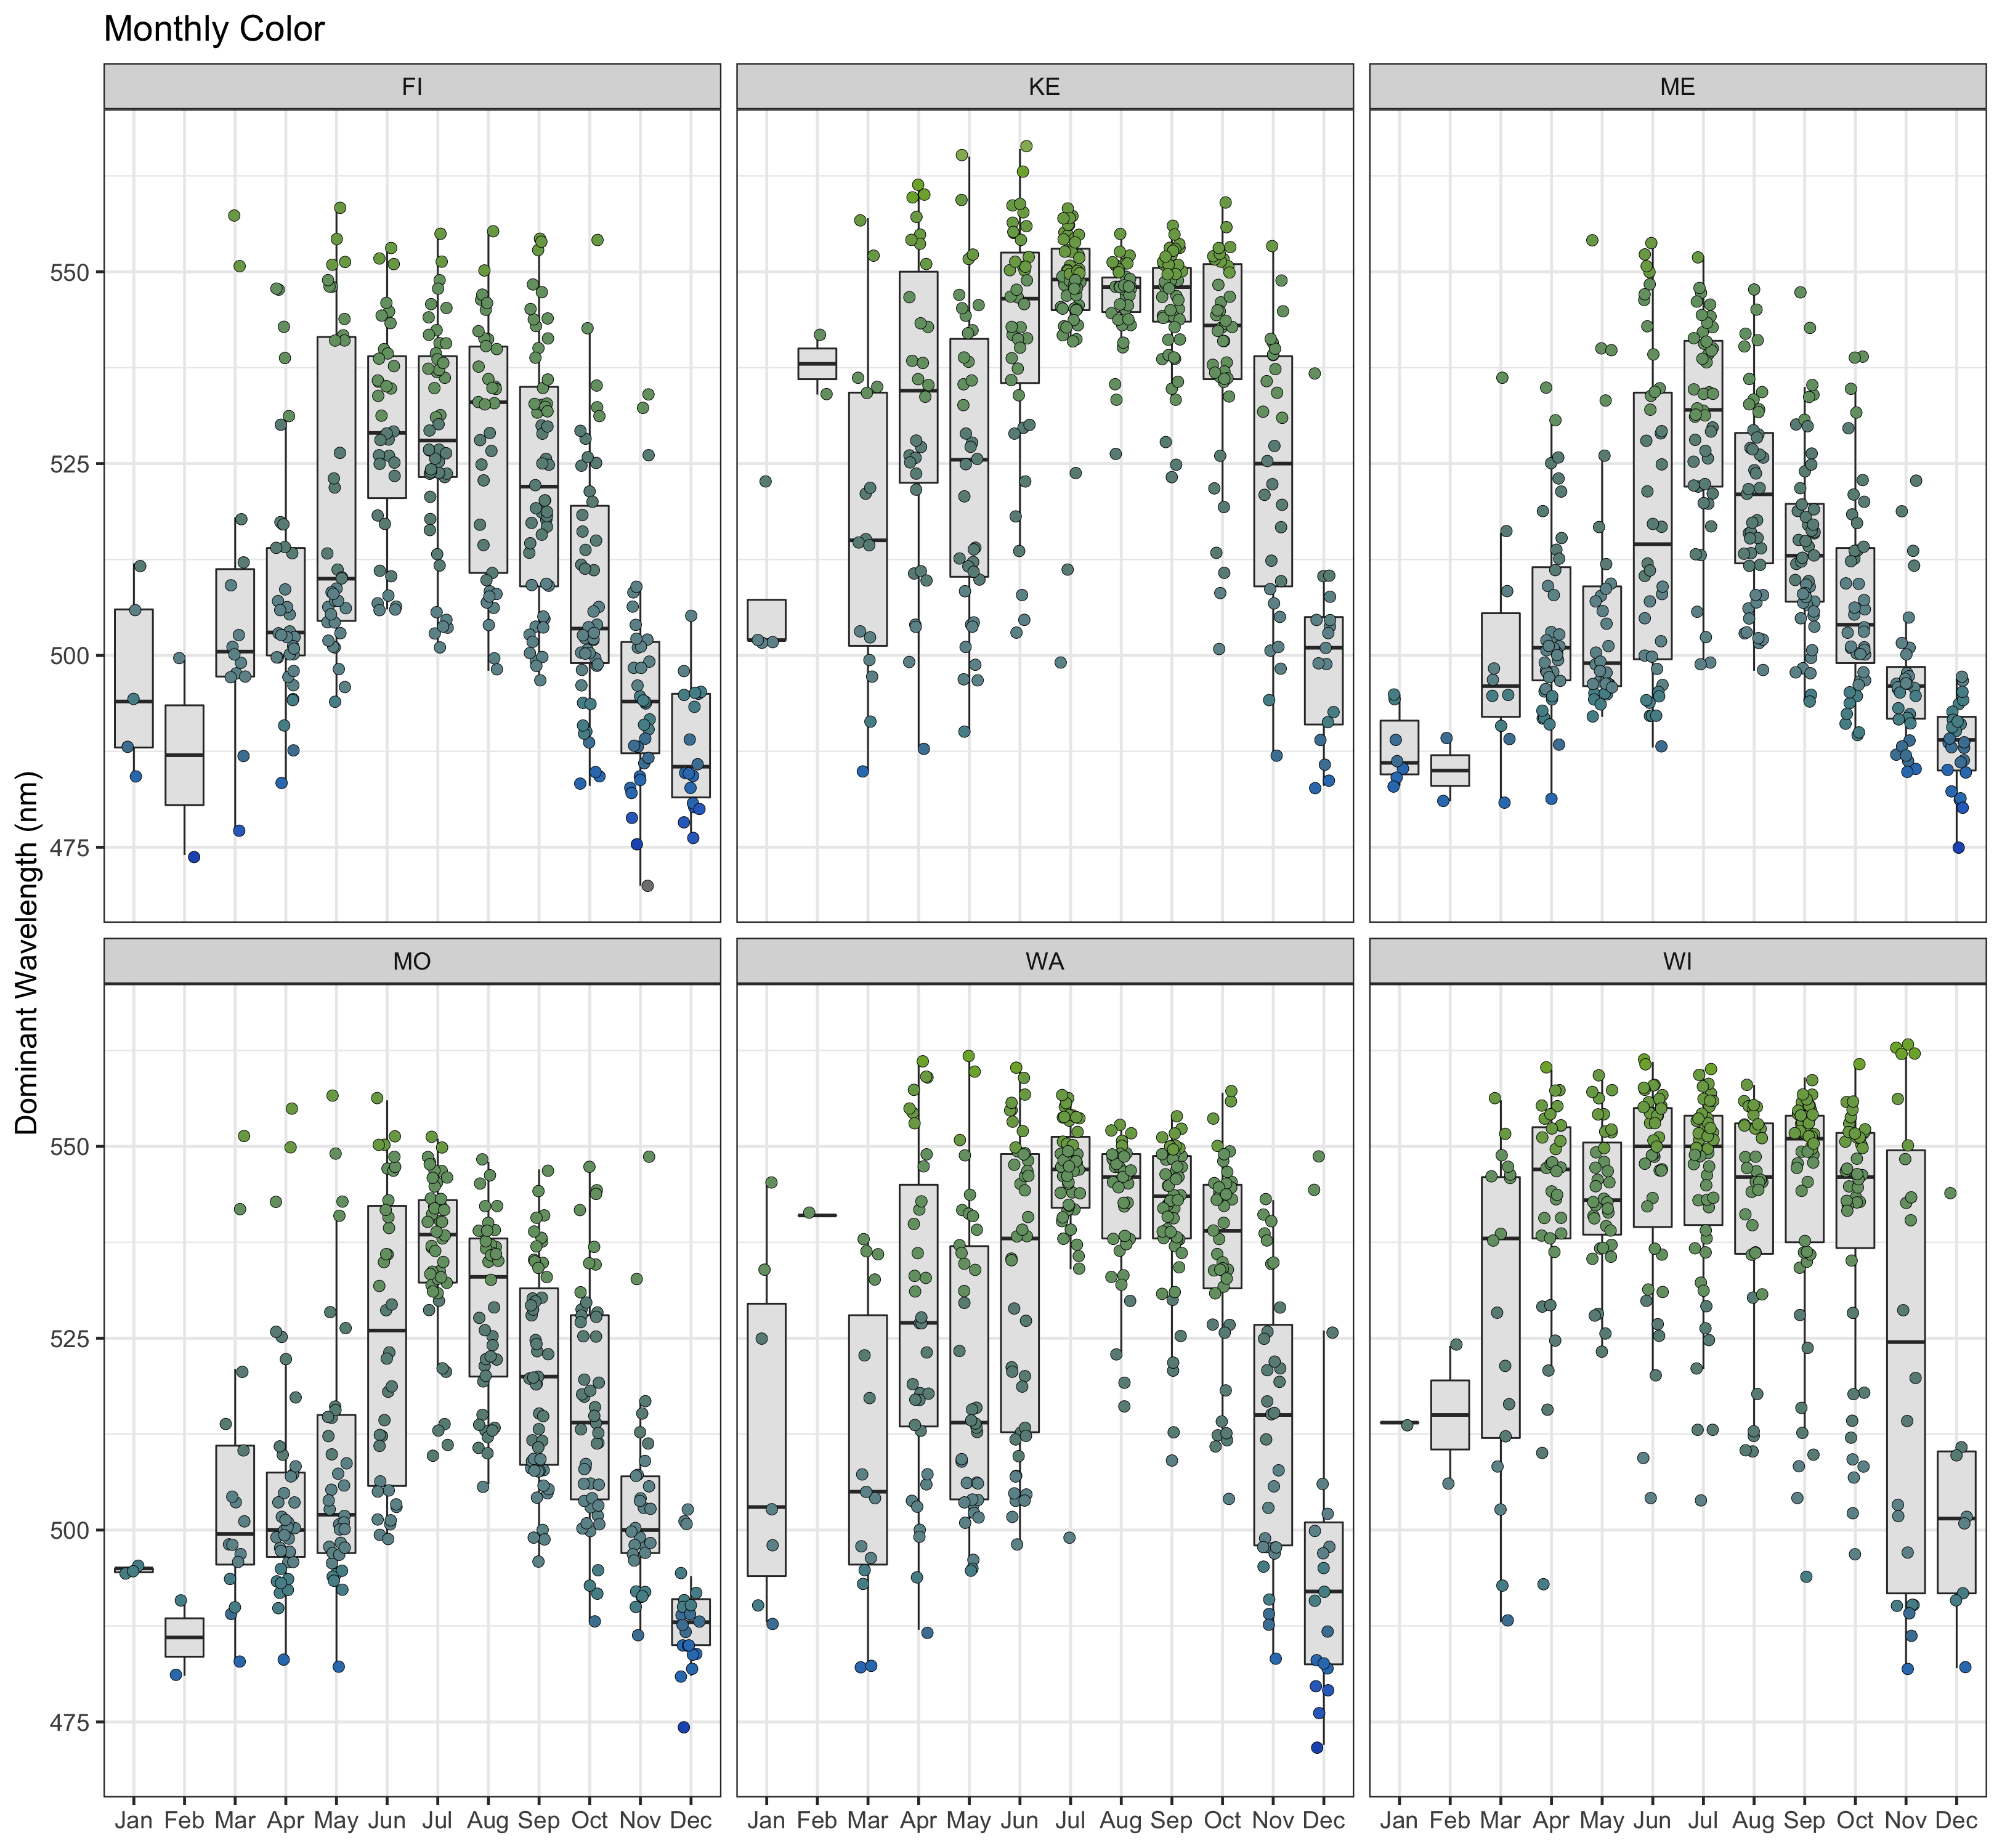 Monthly Color
FI KE ME
550
525
500
475
MO WA WI
550
525
500
475
Jan Feb Mar Apr May Jun Jul Aug Sep Oct Nov Dec Jan Feb Mar Apr May Jun Jul Aug Sep Oct Nov Dec Jan Feb Mar Apr May Jun Jul Aug Sep Oct Nov Dec
Dominant Wavelength (nm)